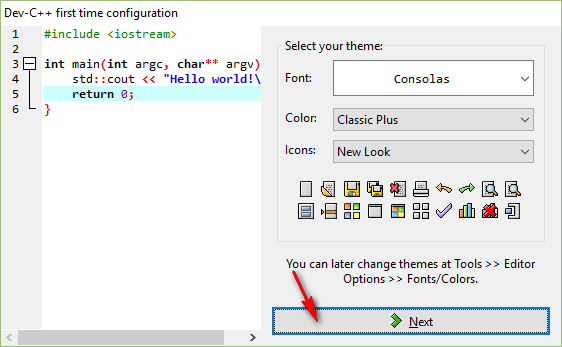 Dev-C++ first time configuration
1 #include <iostream>
2
3 int main(int argc, char** argv)
4 std::cout << "Hello world!\
5 return 0;
6 }
Select your theme:
Font: Consolas
Color: Classic Plus
Icons: New Look
You can later change themes at Tools >> Editor
Options >> Fonts/Colors.
Next